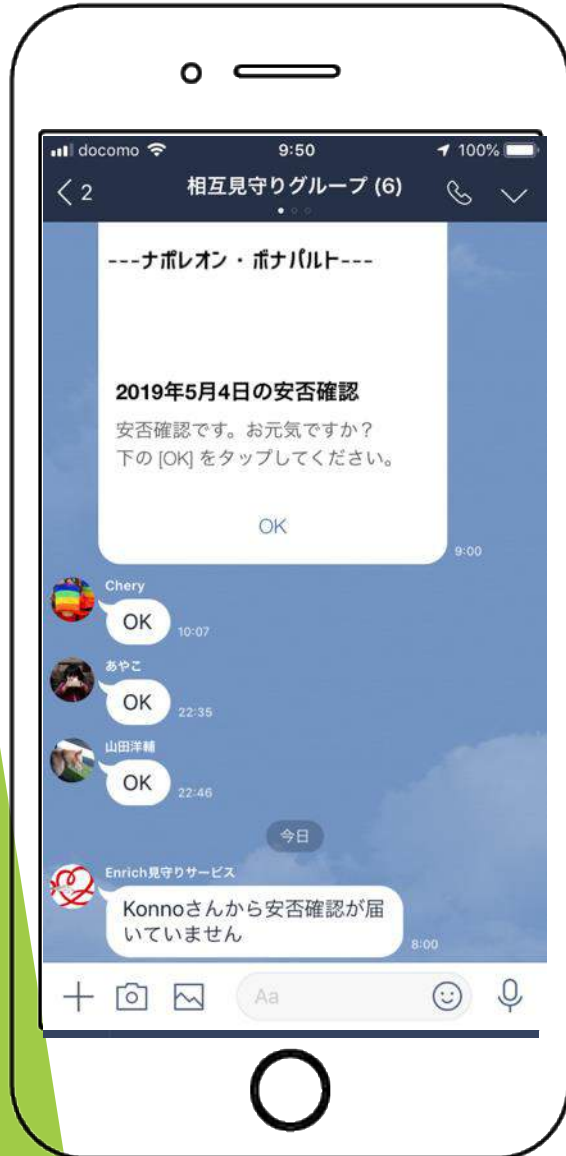 docomo 9:50 100%
2 相互見守りグループ (6)
---ナポレオン・ボナパルト---
2019年5月4日の安否確認
安否確認です。お元気ですか？
下の [OK] をタップしてください。
OK
9:00
Chery
OK
10:07
あやこ
OK
22:35
山田洋輔
OK
22:46
今日
Enrich見守りサービス
Konnoさんから安否確認が届
いていません
8:00
Aa